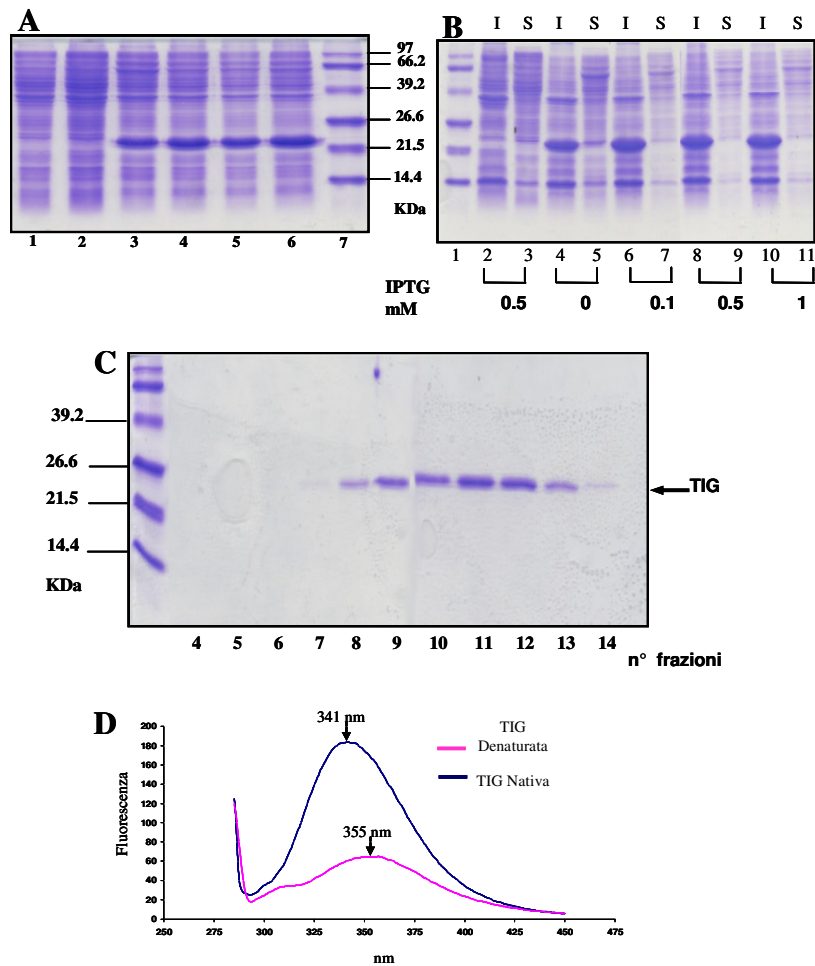 A
97
66.2
39.2
26.6
21.5
14.4
KDa
1 2 3 4 5 6 7
B I S I S I S I S I S
1 2 3 4 5 6 7 8 9 10 11
IPTG
mM
0.5 0 0.1 0.5 1
C
39.2
26.6
21.5
14.4
KDa
TIG
4 5 6 7 8 9 10 11 12 13 14
n° frazioni
D
341 nm
355 nm
TIG
Denaturata
TIG Nativa
Fluorescenza
200
180
160
140
120
100
80
60
40
20
0
250 275 300 325 350 375 400 425 450 475
nm